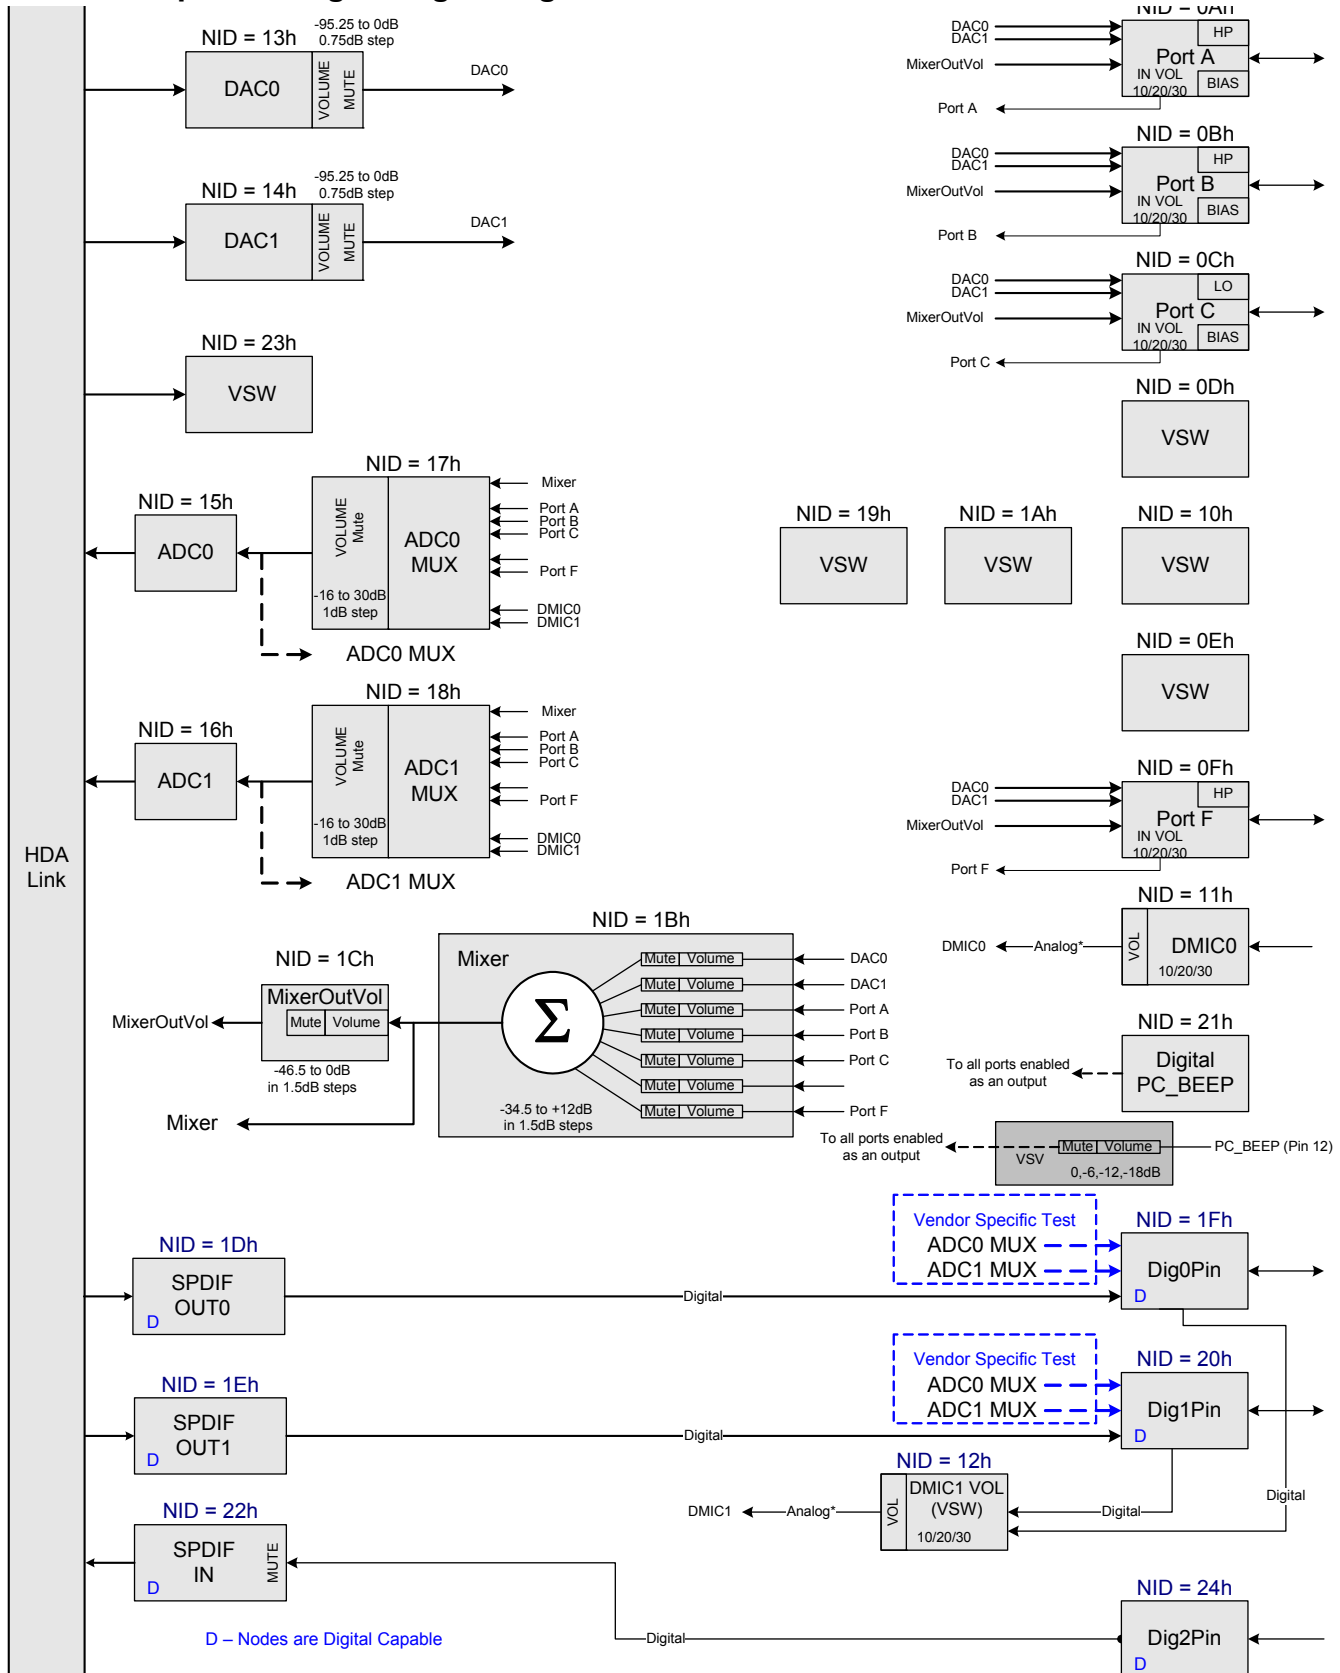 NID = 13h
-95.25 to 0dB
0.75dB step
DAC0
VOLUME
MUTE
DAC0
NID = 14h
-95.25 to 0dB
0.75dB step
DAC1
VOLUME
MUTE
DAC1
NID = 23h
VSW
NID = 17h
NID = 15h
ADC0
VOLUME
Mute
-16 to 30dB
1dB step
ADC0
MUX
Mixer
Port A
Port B
Port C
Port F
DMIC0
DMIC1
ADC0 MUX
NID = 18h
NID = 16h
ADC1
VOLUME
Mute
-16 to 30dB
1dB step
ADC1
MUX
Mixer
Port A
Port B
Port C
Port F
DMIC0
DMIC1
ADC1 MUX
HDA
Link
NID = 0Ah
DAC0
DAC1
MixerOutVol
HP
Port A
IN VOL
10/20/30
BIAS
Port A
NID = 0Bh
DAC0
DAC1
MixerOutVol
HP
Port B
IN VOL
10/20/30
BIAS
Port B
NID = 0Ch
DAC0
DAC1
MixerOutVol
LO
Port C
IN VOL
10/20/30
BIAS
Port C
NID = 0Dh
VSW
NID = 19h
VSW
NID = 1Ah
VSW
NID = 10h
VSW
NID = 0Eh
VSW
NID = 0Fh
DAC0
DAC1
MixerOutVol
HP
Port F
IN VOL
10/20/30
Port F
NID = 11h
DMIC0
Analog*
VOL
DMIC0
10/20/30
NID = 1Bh
Mixer
Σ
Mute Volume
DAC0
Mute Volume
DAC1
Mute Volume
Port A
Mute Volume
Port B
Mute Volume
Port C
Mute Volume
Mute Volume
Port F
-34.5 to +12dB
in 1.5dB steps
NID = 1Ch
MixerOutVol
Mute Volume
-46.5 to 0dB
in 1.5dB steps
MixerOutVol
Mixer
NID = 21h
Digital
PC_BEEP
To all ports enabled
as an output
To all ports enabled
as an output
VSV
Mute Volume
0,-6,-12,-18dB
PC_BEEP (Pin 12)
NID = 1Dh
SPDIF
OUT0
D
Digital
Vendor Specific Test
ADC0 MUX
ADC1 MUX
NID = 1Fh
Dig0Pin
D
NID = 1Eh
SPDIF
OUT1
D
Digital
Vendor Specific Test
ADC0 MUX
ADC1 MUX
NID = 20h
Dig1Pin
D
NID = 12h
DMIC1
Analog*
VOL
DMIC1 VOL
(VSW)
10/20/30
Digital
Digital
NID = 22h
SPDIF
IN
MUTE
D
Digital
NID = 24h
Dig2Pin
D
D – Nodes are Digital Capable